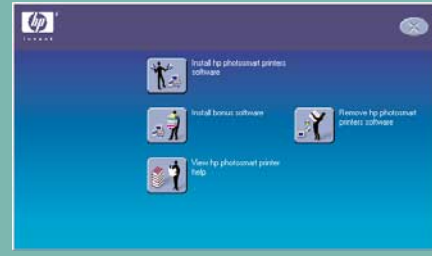 hp
invent
Install hp photosmart printers
software
Install bonus software
Remove hp photosmart
printers software
View hp photosmart printer
help